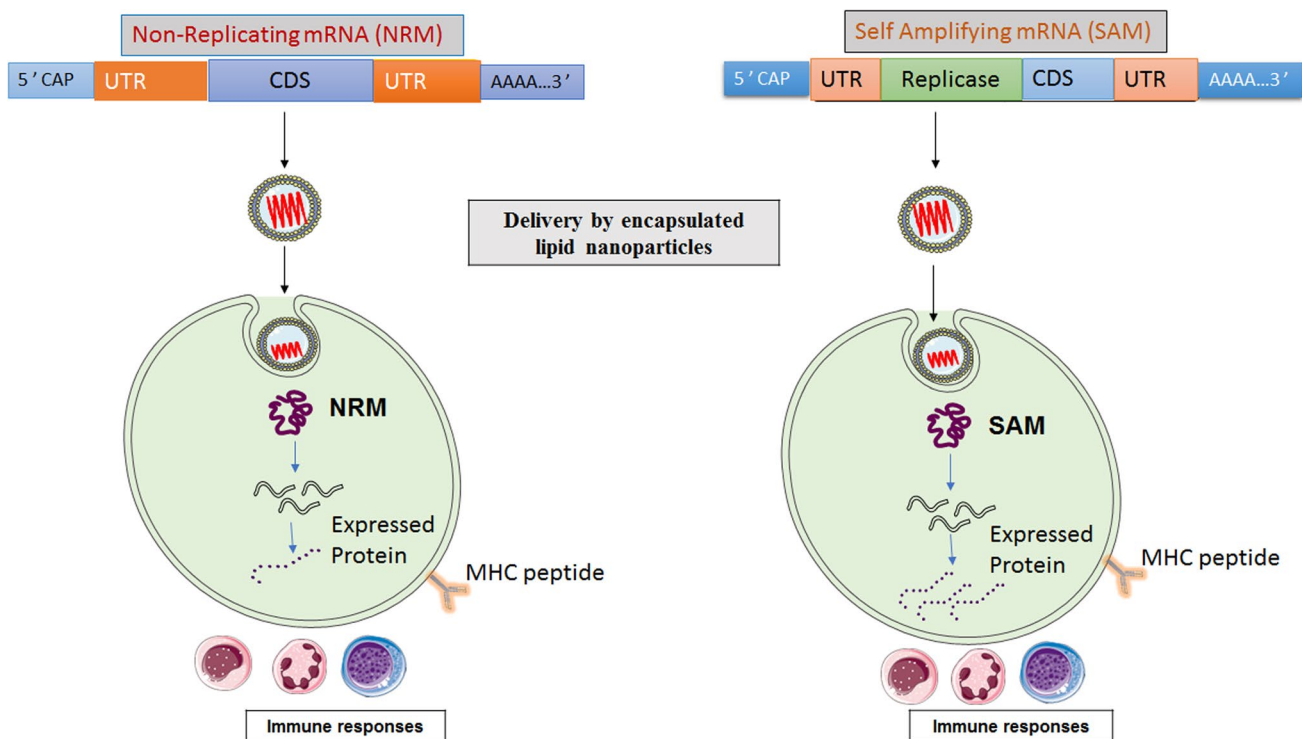 Non-Replicating mRNA (NRM)
5 ’ CAP
UTR
CDS
UTR
AAAA...3 ’
NRM
Expressed
Protein
MHC peptide
Immune responses
Delivery by encapsulated
lipid nanoparticles
Self Amplifying mRNA (SAM)
5 ’ CAP
UTR
Replicase
CDS
UTR
AAAA...3 ’
SAM
Expressed
Protein
MHC peptide
Immune responses